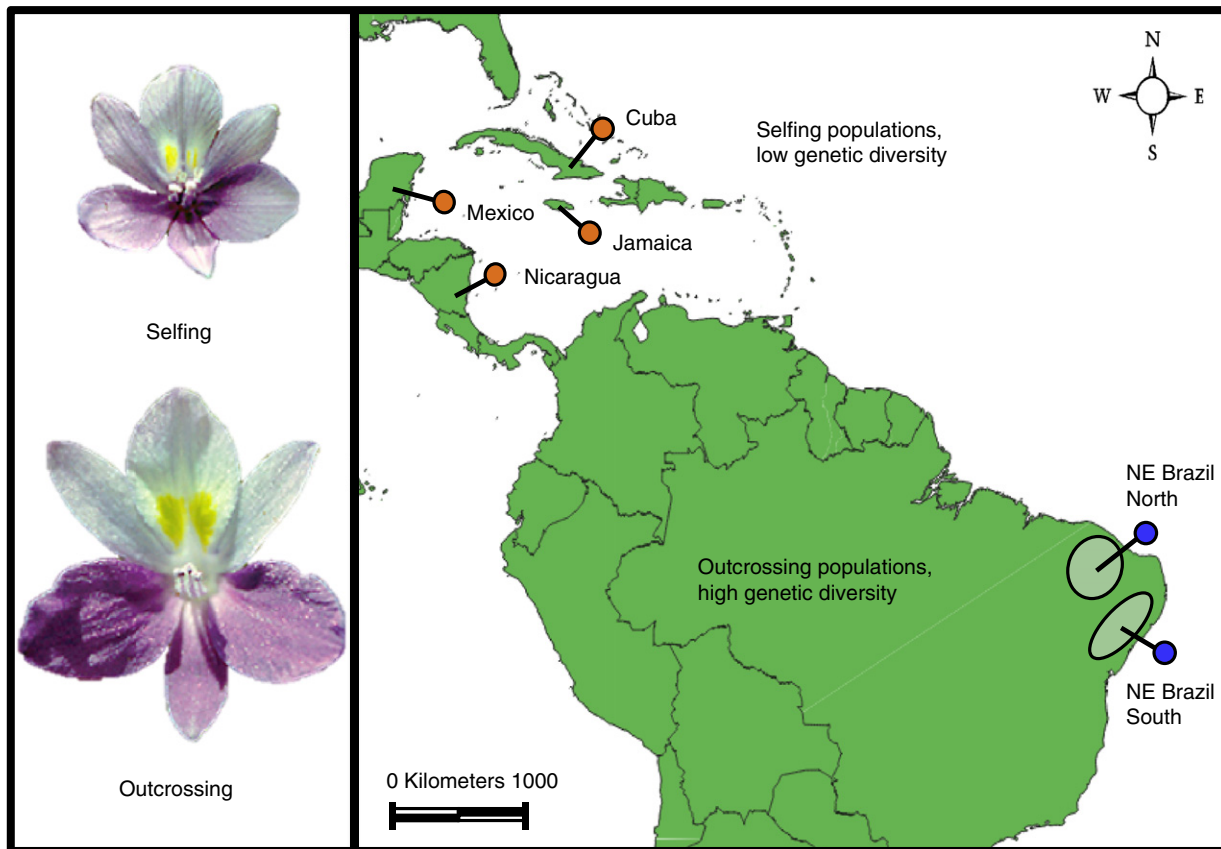 Selfing
Outcrossing
N
W
E
S
Cuba
Selfing populations,
low genetic diversity
Mexico
Jamaica
Nicaragua
NE Brazil
North
Outcrossing populations,
high genetic diversity
NE Brazil
South
0 Kilometers 1000